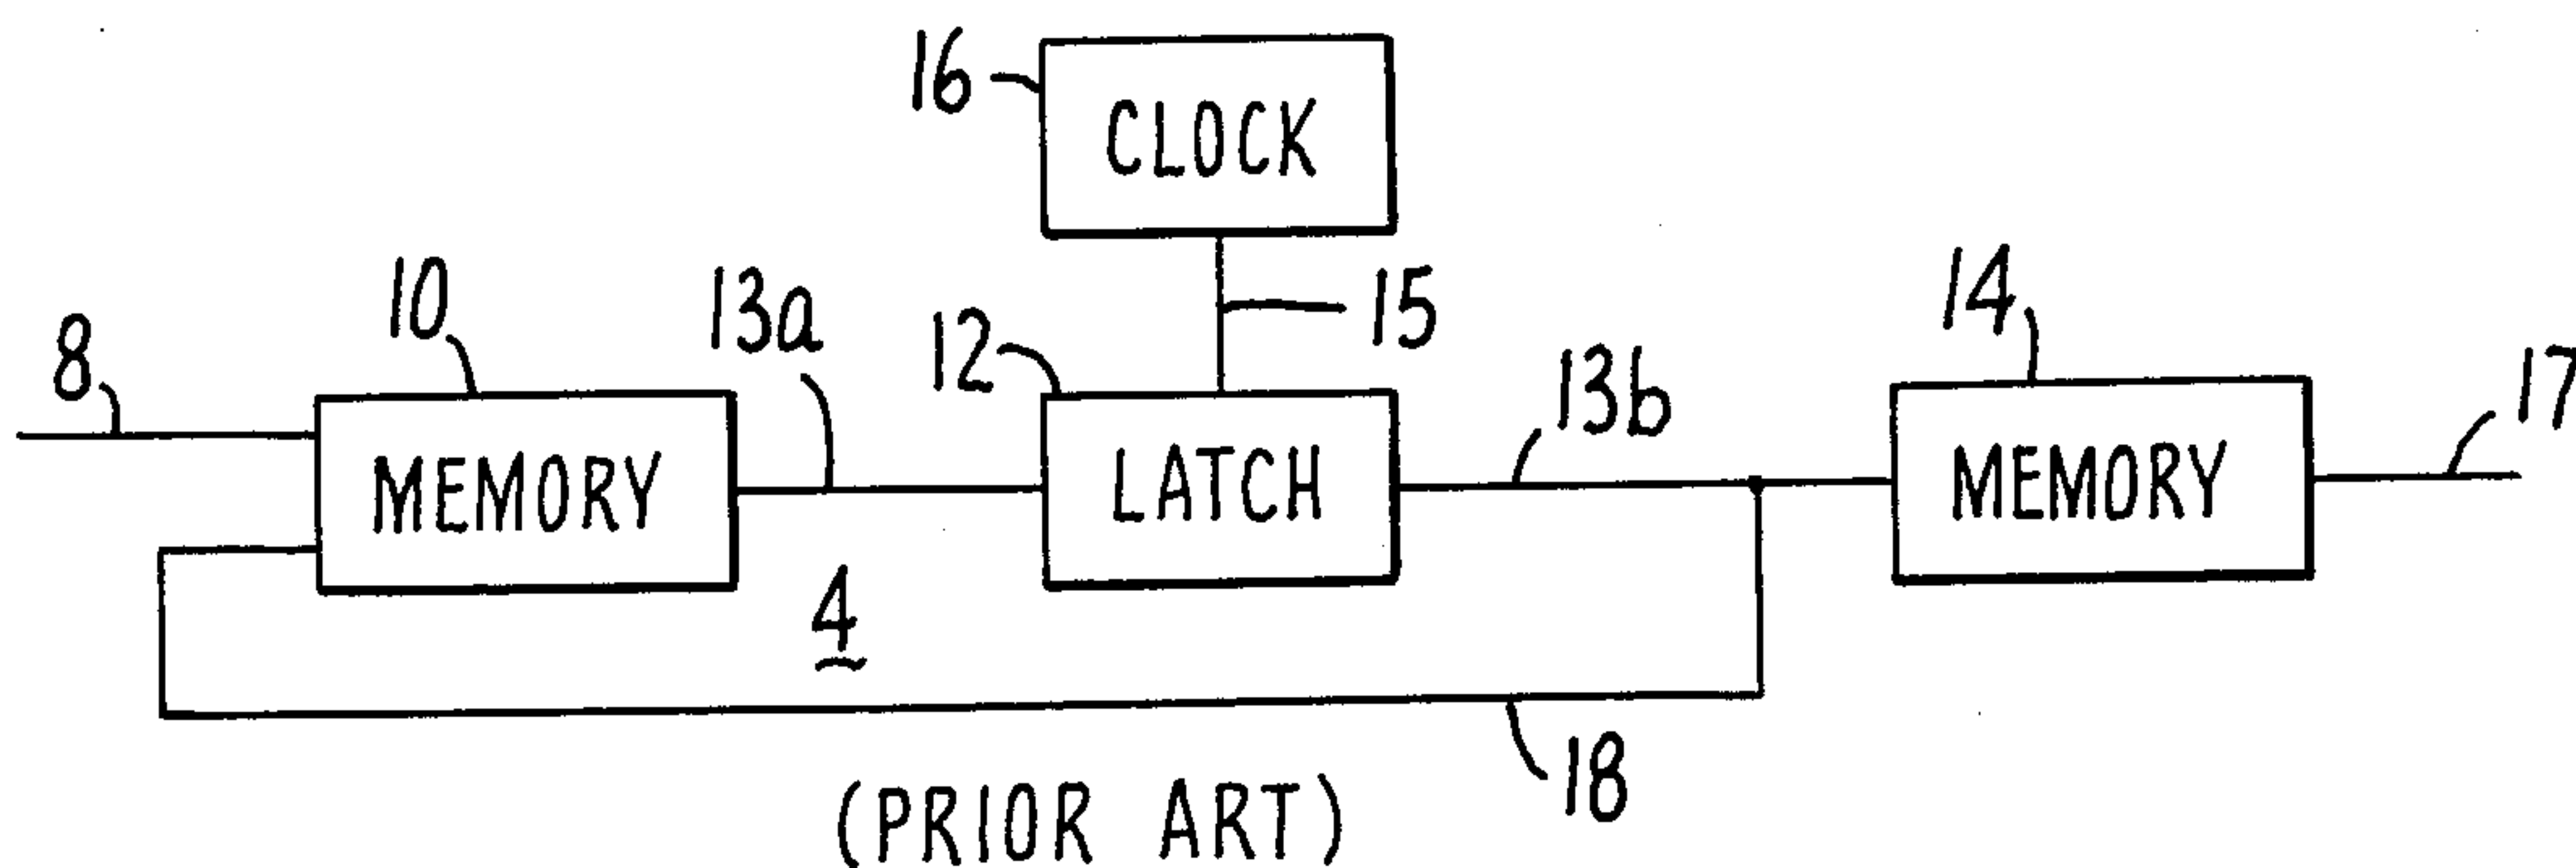 16
CLOCK
8
10
13a
12
15
13b
14
17
MEMORY
LATCH
MEMORY
4
18
(PRIOR ART)